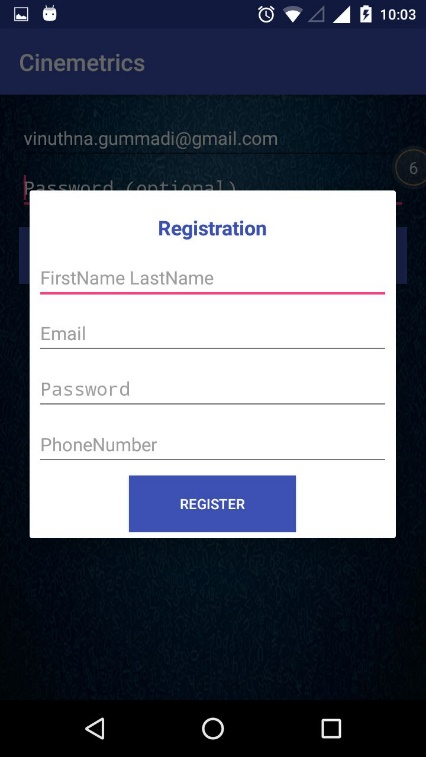 10:03
Cinemetrics
vinuthna.gummadi@gmail.com
6
Password (optional)
Registration
FirstName LastName
Email
Password
PhoneNumber
REGISTER